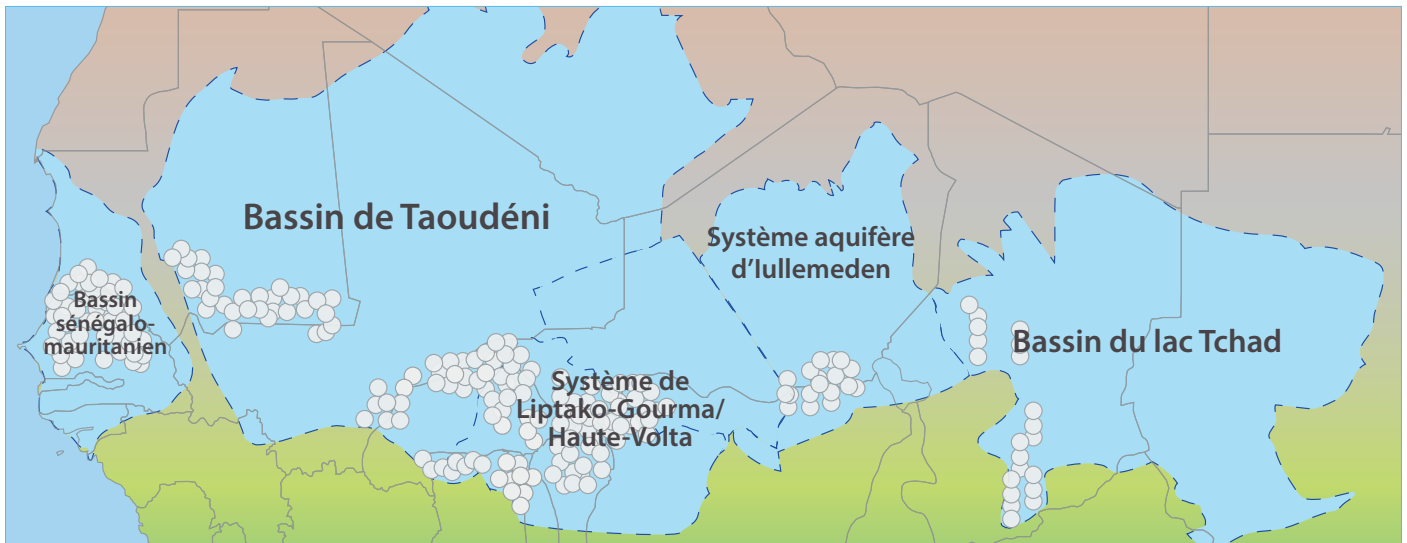 Bassin de Taoudéni
Système aquifère
d'Iullemeden
Bassin
sénégalo-
mauritanien
Bassin du lac Tchad
Système de
Liptako-Gourma/
Haute-Volta